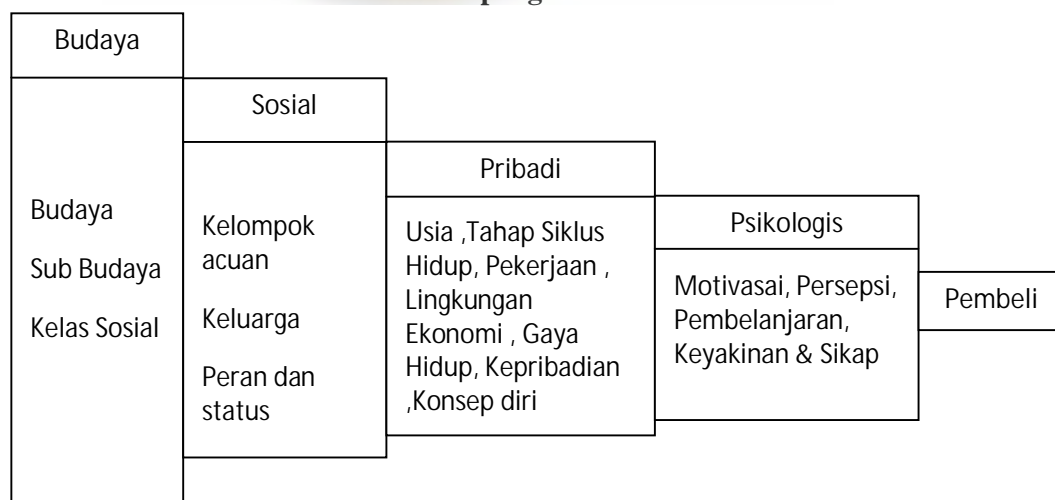 Budaya
Budaya
Sub Budaya
Kelas Sosial
Sosial
Kelompok
acuan
Keluarga
Peran dan
status
Pribadi
Usia ,Tahap Siklus
Hidup, Pekerjaan ,
Lingkungan
Ekonomi , Gaya
Hidup, Kepribadian
,Konsep diri
Psikologis
Motivasai, Persepsi,
Pembelanjaran,
Keyakinan & Sikap
Pembeli